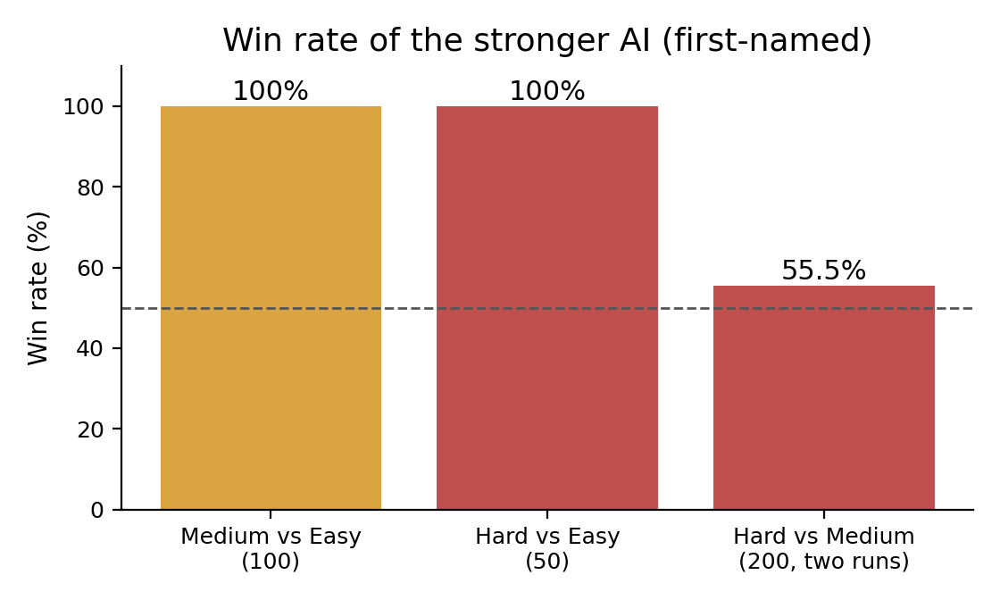 Win rate of the stronger AI (first-named)
100%
100%
55.5%
Win rate (%)
100
80
60
40
20
0
Medium vs Easy
(100)
Hard vs Easy
(50)
Hard vs Medium
(200, two runs)